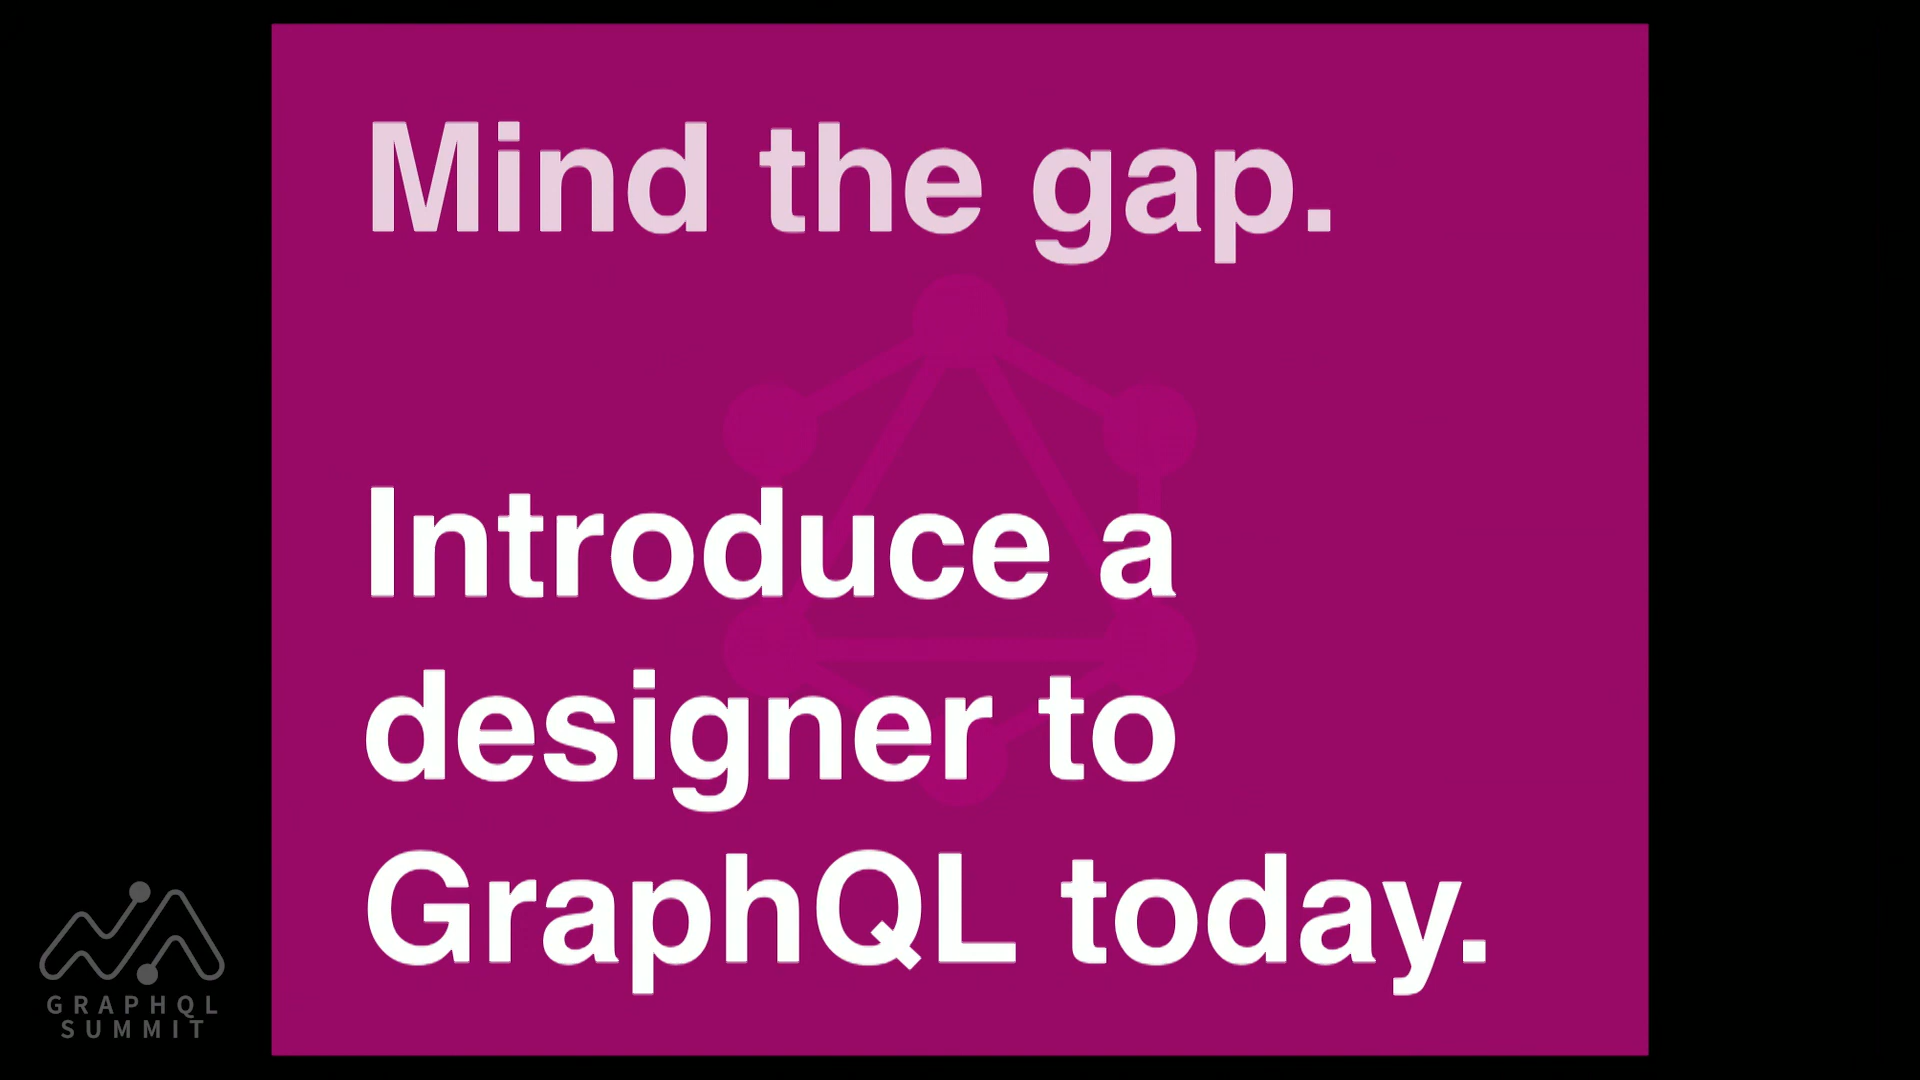 Mind the gap.
Introduce a
designer to
GraphQL today.
GRAPHQL
SUMMIT